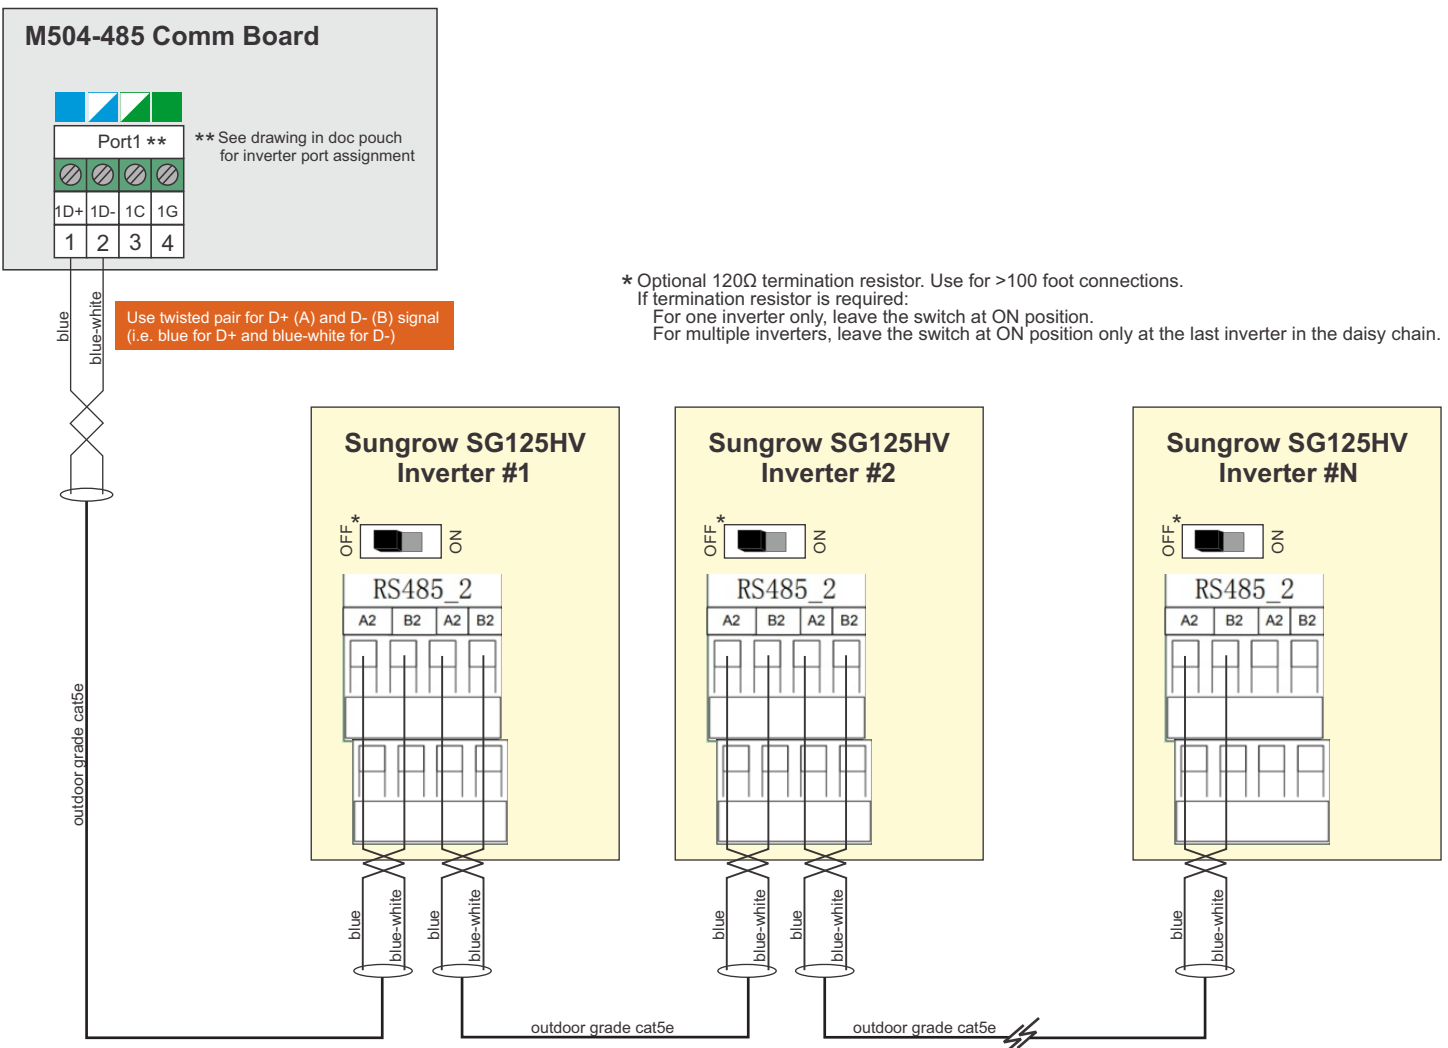 M504-485 Comm Board
Port1 **
** See drawing in doc pouch
for inverter port assignment
1D+ 1D- 1C 1G
1 2 3 4
blue
blue-white
Use twisted pair for D+ (A) and D- (B) signal
(i.e. blue for D+ and blue-white for D-)
* Optional 120Ω termination resistor. Use for >100 foot connections.
If termination resistor is required:
For one inverter only, leave the switch at ON position.
For multiple inverters, leave the switch at ON position only at the last inverter in the daisy chain.
outdoor grade cat5e
Sungrow SG125HV
Inverter #1
OFF * ON
RS485_2
A2 B2 A2 B2
blue
blue-white
blue
blue-white
outdoor grade cat5e
Sungrow SG125HV
Inverter #2
OFF * ON
RS485_2
A2 B2 A2 B2
blue
blue-white
blue
blue-white
outdoor grade cat5e
Sungrow SG125HV
Inverter #N
OFF * ON
RS485_2
A2 B2 A2 B2
blue
blue-white